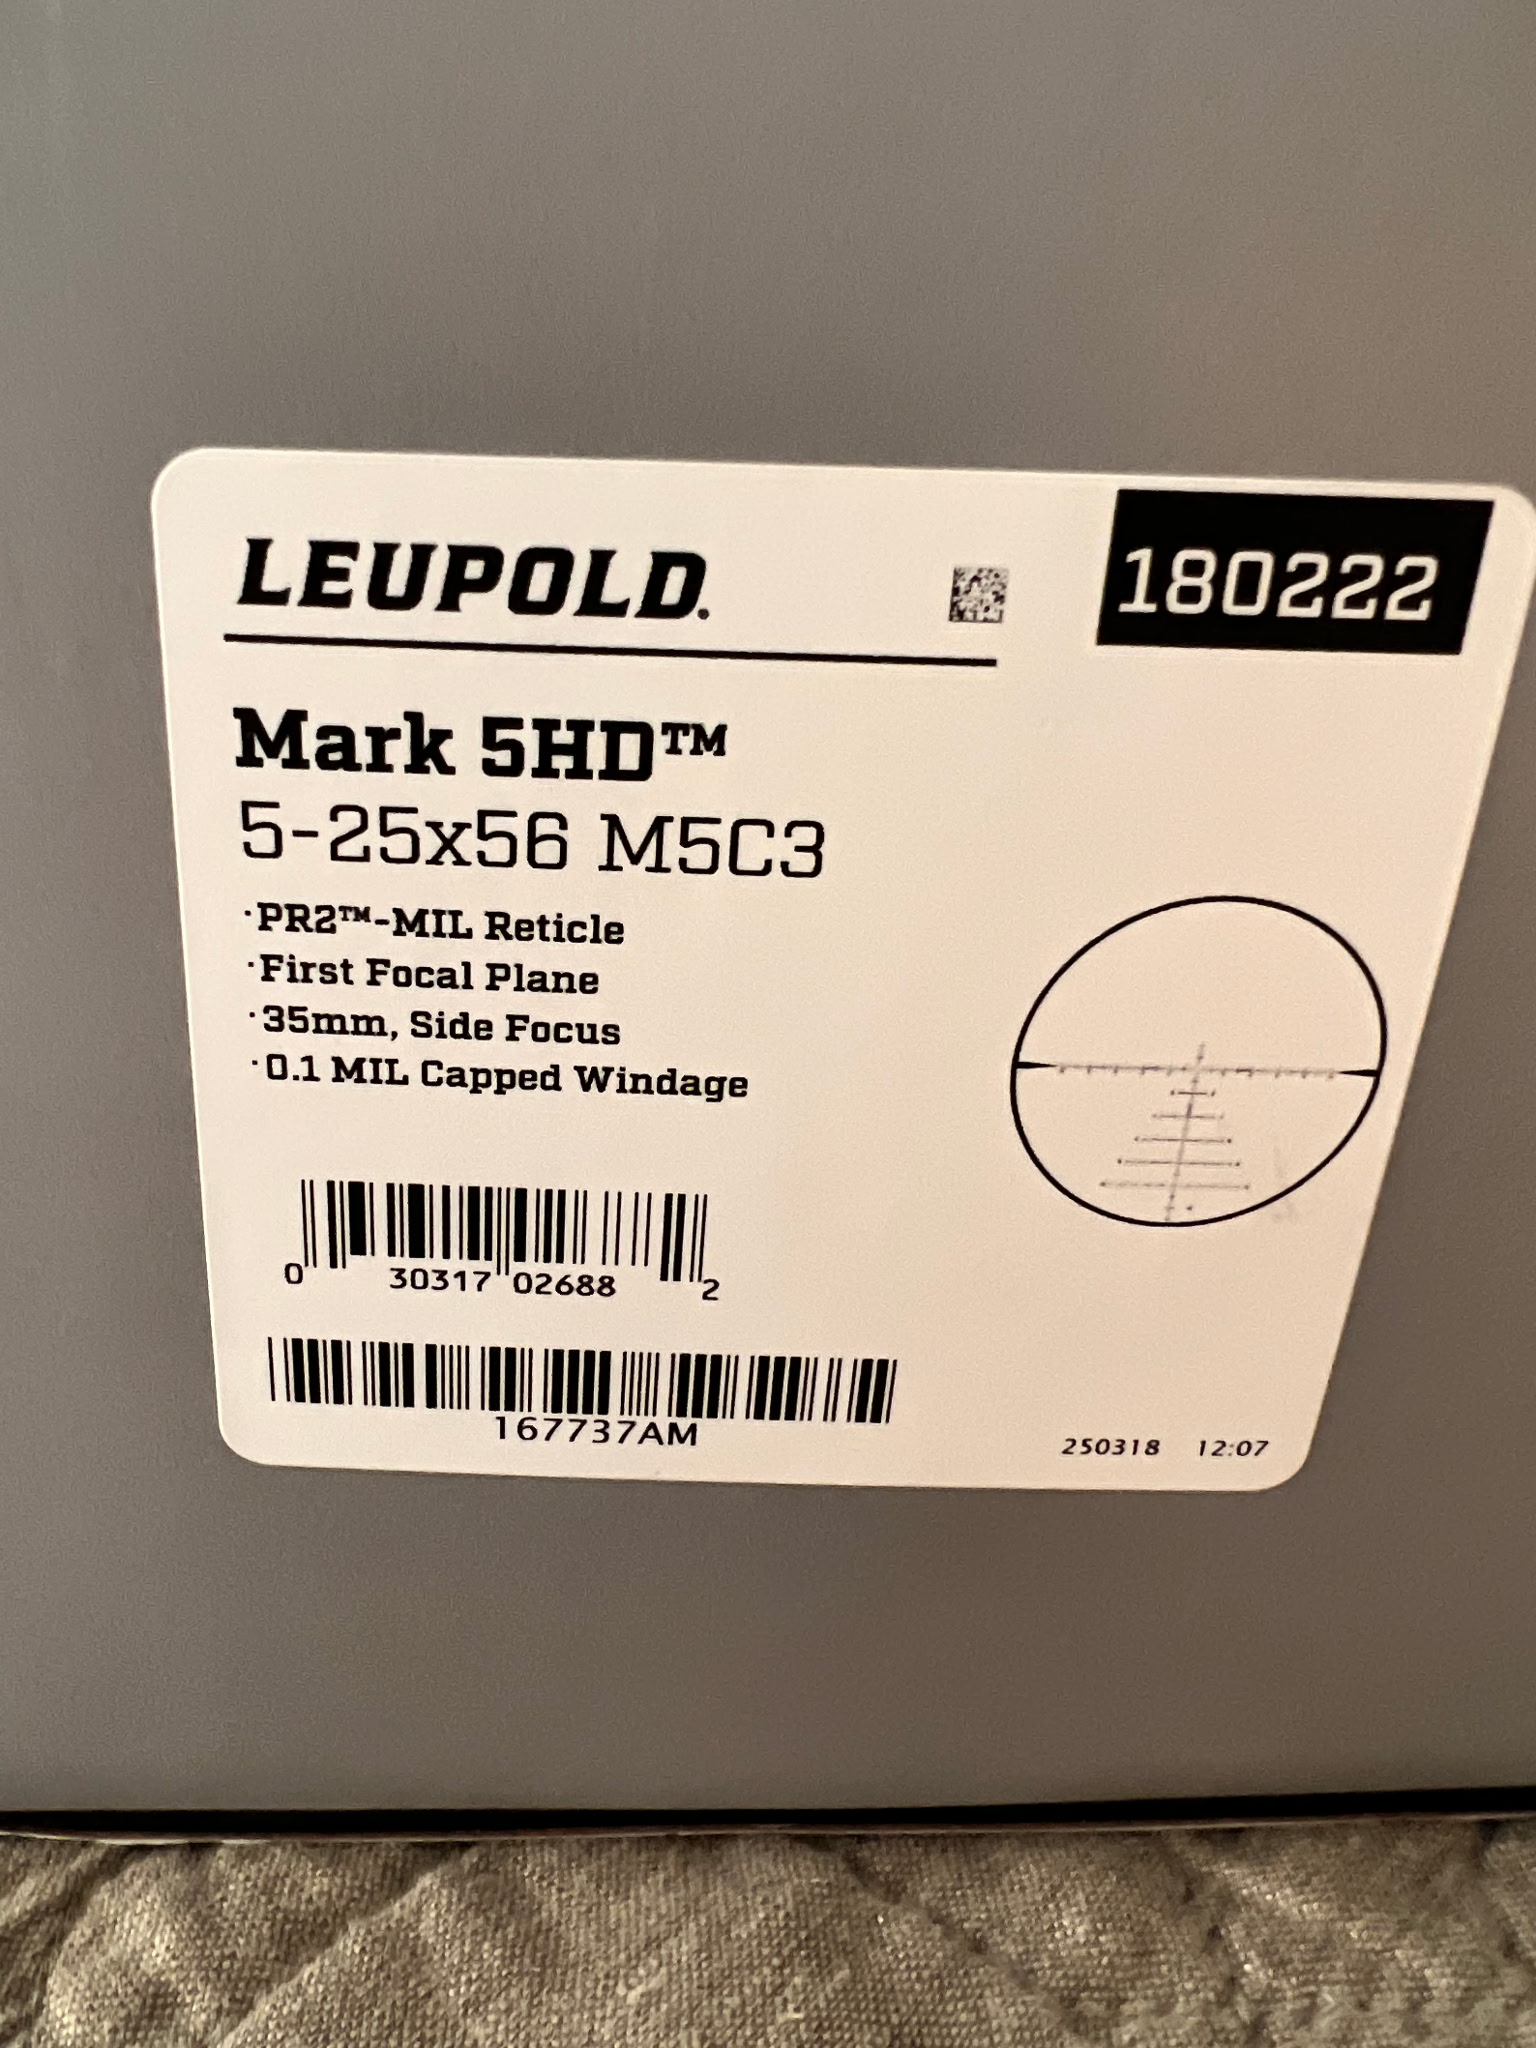 LEUPOLD.
180222
Mark 5HD™
5-25x56 M5C3
·PR2™-MIL Reticle
·First Focal Plane
·35mm, Side Focus
·0.1 MIL Capped Windage
0 30317 02688 2
167737AM
250318 12:07